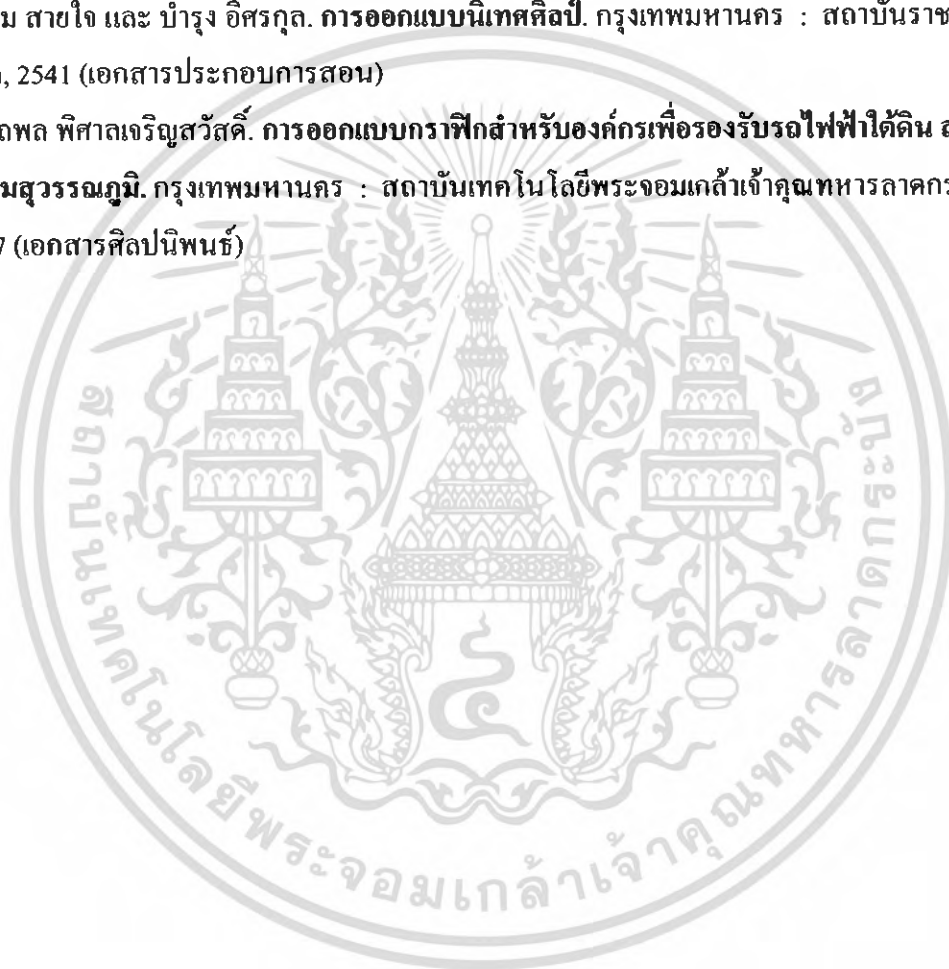 ม สายใจ และ บำรุง อิศรกุล. การออกแบบนิเทศศิลป์. กรุงเทพมหานคร : สถาบันราช
, 2541 (เอกสารประกอบการสอน)
ถพล พิศาลเจริญสวัสดิ์. การออกแบบกราฟิกสำหรับองค์กรเพื่อรองรับรถไฟฟ้าใต้ดิน ส
มสุวรรณภูมิ. กรุงเทพมหานคร : สถาบันเทคโนโลยีพระจอมเกล้าเจ้าคุณทหารลาดกร
7 (เอกสารศิลปนิพนธ์)
สถาบันเทคโนโลยีพระจอมเกล้าเจ้าคุณทหารลาดกระบัง
๔